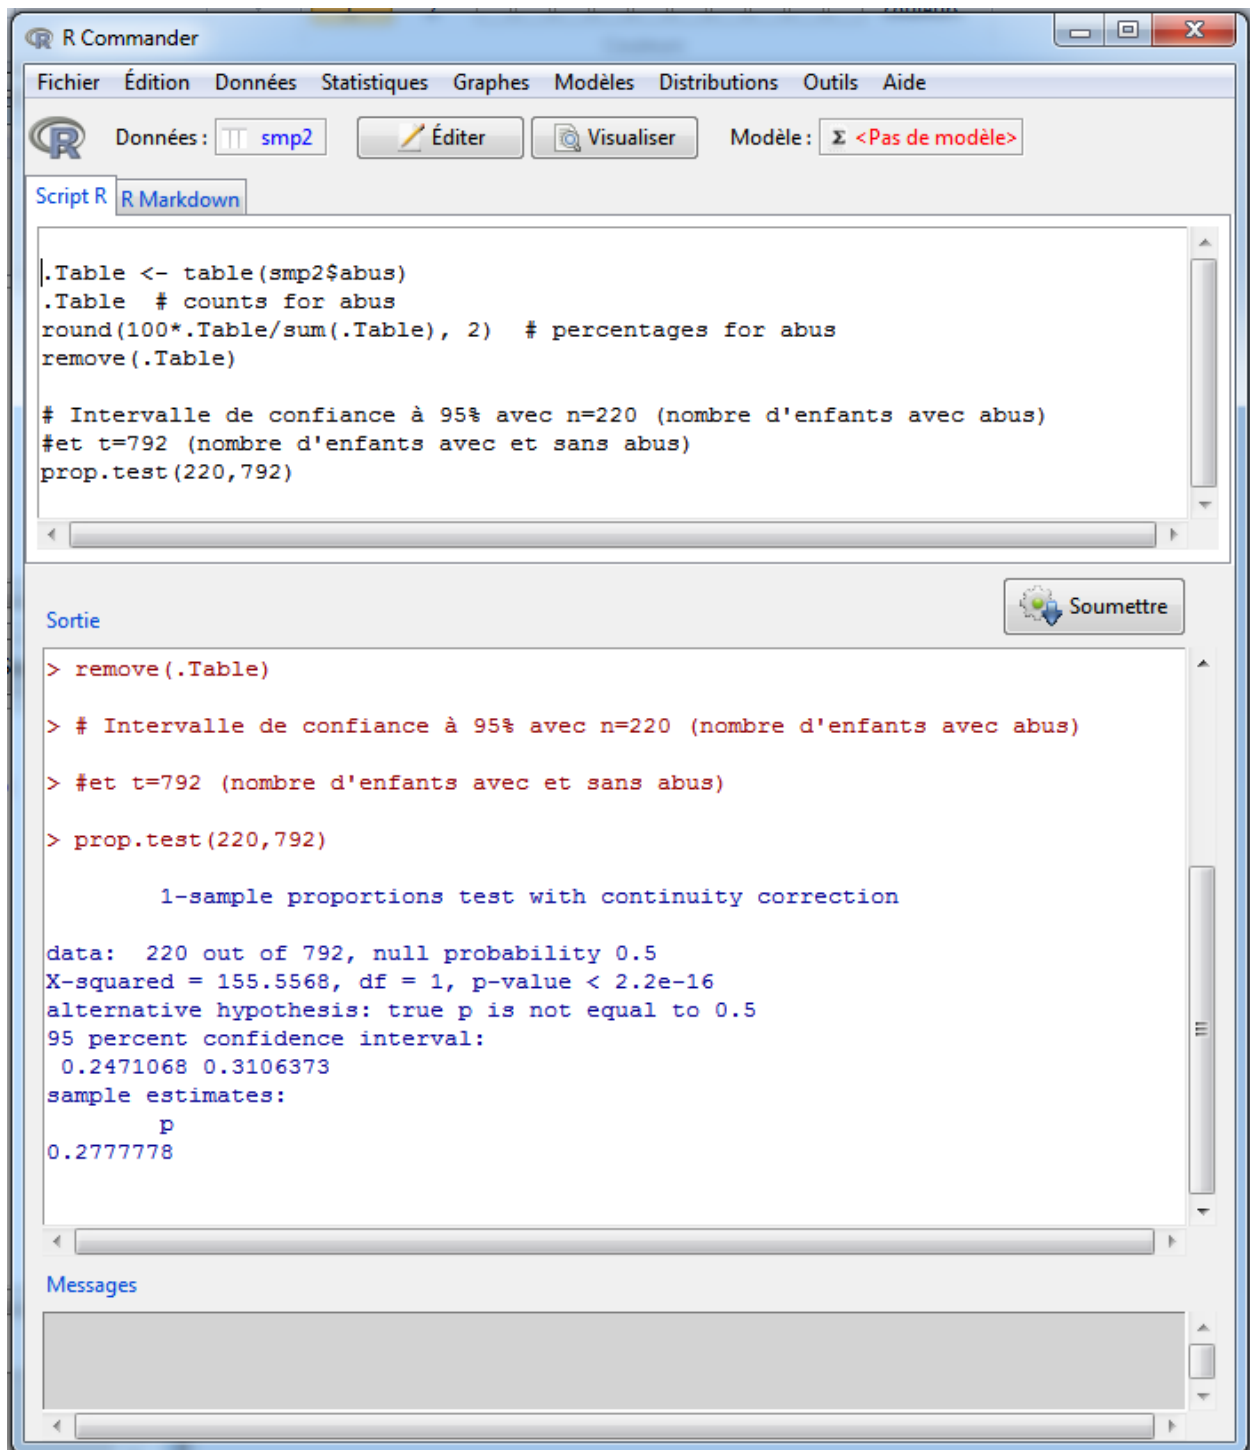 R Commander
Fichier Édition Données Statistiques Graphes Modèles Distributions Outils Aide
R Données : smp2 Éditer Visualiser Modèle : Σ <Pas de modèle>
Script R R Markdown
.Table <- table(smp2$abus)
.Table  # counts for abus
round(100*.Table/sum(.Table), 2)  # percentages for abus
remove(.Table)
# Intervalle de confiance à 95% avec n=220 (nombre d'enfants avec abus)
#et t=792 (nombre d'enfants avec et sans abus)
prop.test(220,792)
Soumettre
Sortie
> remove(.Table)
> # Intervalle de confiance à 95% avec n=220 (nombre d'enfants avec abus)
> #et t=792 (nombre d'enfants avec et sans abus)
> prop.test(220,792)
1-sample proportions test with continuity correction
data:  220 out of 792, null probability 0.5
X-squared = 155.5568, df = 1, p-value < 2.2e-16
alternative hypothesis: true p is not equal to 0.5
95 percent confidence interval:
0.2471068 0.3106373
sample estimates:
p
0.2777778
Messages